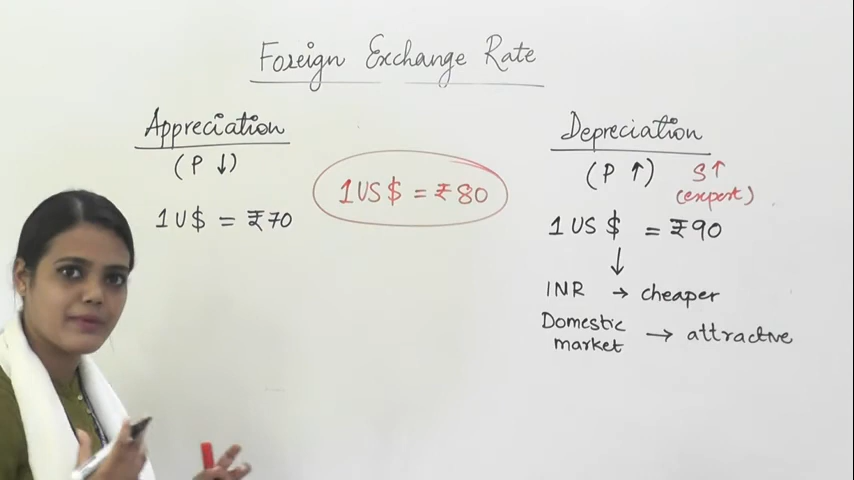 Foreign Exchange Rate
Appreciation
(P ↓)
1 U$ = ₹70
1 US $ = ₹80
Depreciation
(P ↑) S↑
(export)
1 US $ = ₹90
↓
INR → cheaper
Domestic market → attractive